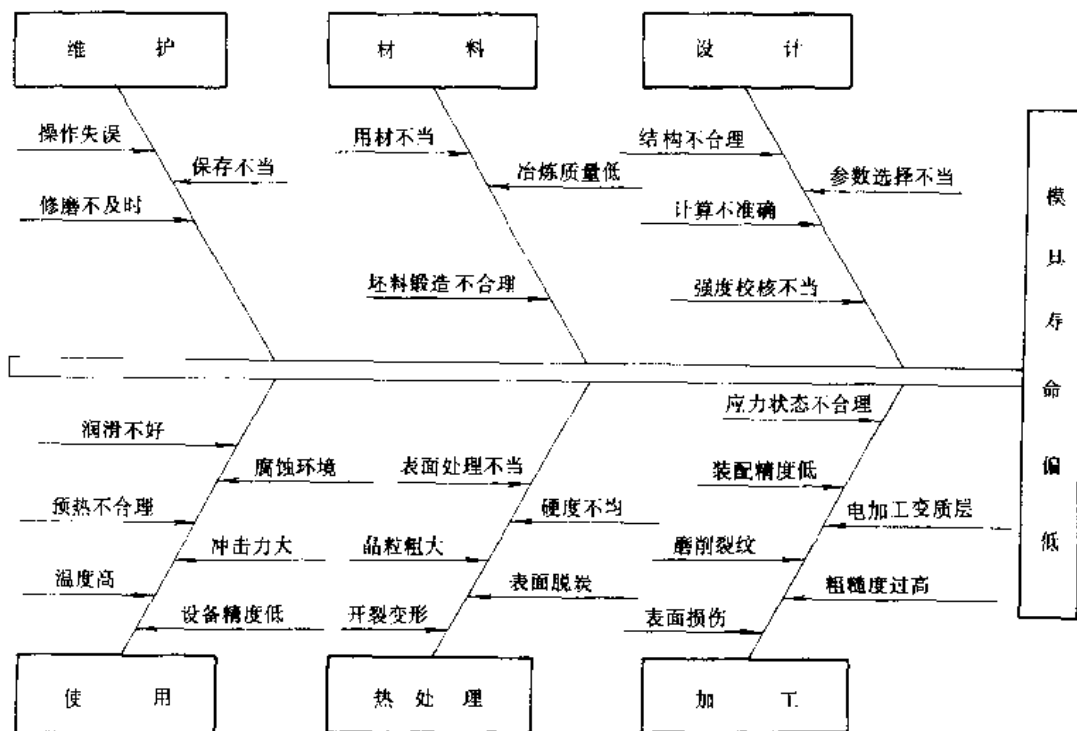 维 护
材 料
设 计
操作失误
保存不当
修磨不及时
用材不当
冶炼质量低
坯料锻造不合理
结构不合理
参数选择不当
计算不准确
强度校核不当
模具寿命偏低
润滑不好
腐蚀环境
预热不合理
冲击力大
温度高
设备精度低
表面处理不当
硬度不均
晶粒粗大
表面脱炭
开裂变形
应力状态不合理
装配精度低
电加工变质层
磨削裂纹
粗糙度过高
表面损伤
使 用
热 处 理
加 工